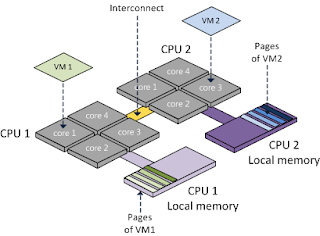 Interconnect
VM 1
VM 2
CPU 2
core 4
core 1
core 3
core 2
Pages
of VM2
CPU 1
core 4
core 1
core 3
core 2
CPU 2
Local memory
CPU 1
Local memory
Pages
of VM1